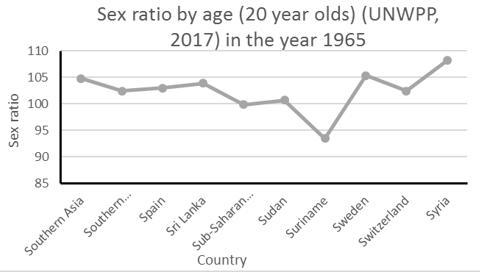 Sex ratio by age (20 year olds) (UNWPP,
2017) in the year 1965
110
105
100
95
90
85
Sex ratio
Southern Asia
Southern...
Spain
Sri Lanka
Sub-Saharan...
Sudan
Suriname
Sweden
Switzerland
Syria
Country